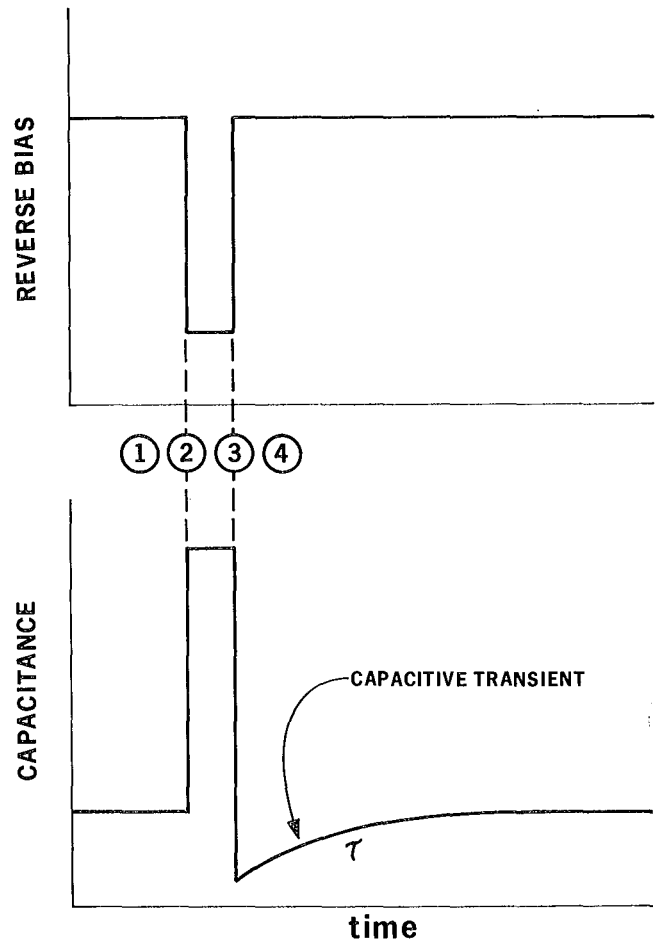 REVERSE BIAS
① ② ③ ④
CAPACITANCE
CAPACITIVE TRANSIENT
τ
time